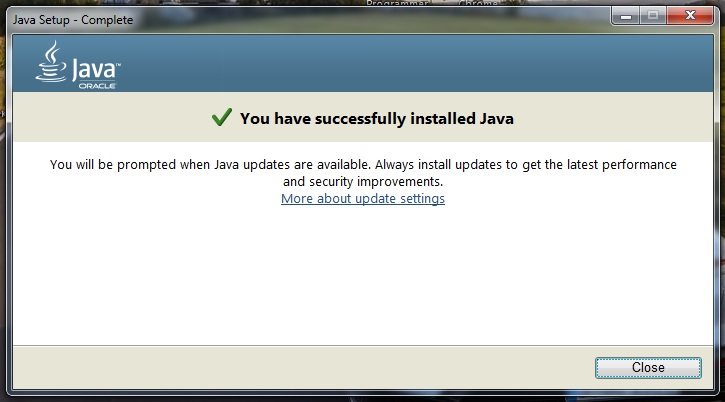 Programmer Chrome
Java Setup - Complete
Java™
ORACLE
You have successfully installed Java
You will be prompted when Java updates are available. Always install updates to get the latest performance
and security improvements.
More about update settings
Close